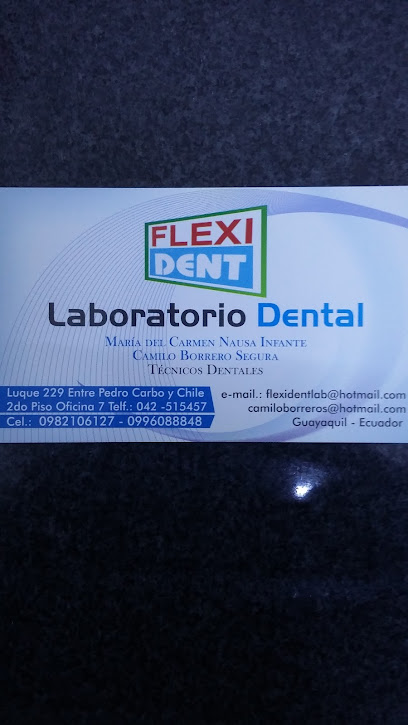 FLEXI
DENT
Laboratorio Dental
María del Carmen Nausa Infante
Camilo Borrero Segura
Técnicos Dentales
Luque 229 Entre Pedro Carbo y Chile
2do Piso Oficina 7 Telf.: 042 -515457
Cel.: 0982106127 - 0996088848
e-mail.: flexidentlab@hotmail.com
camiloborreros@hotmail.com
Guayaquil - Ecuador